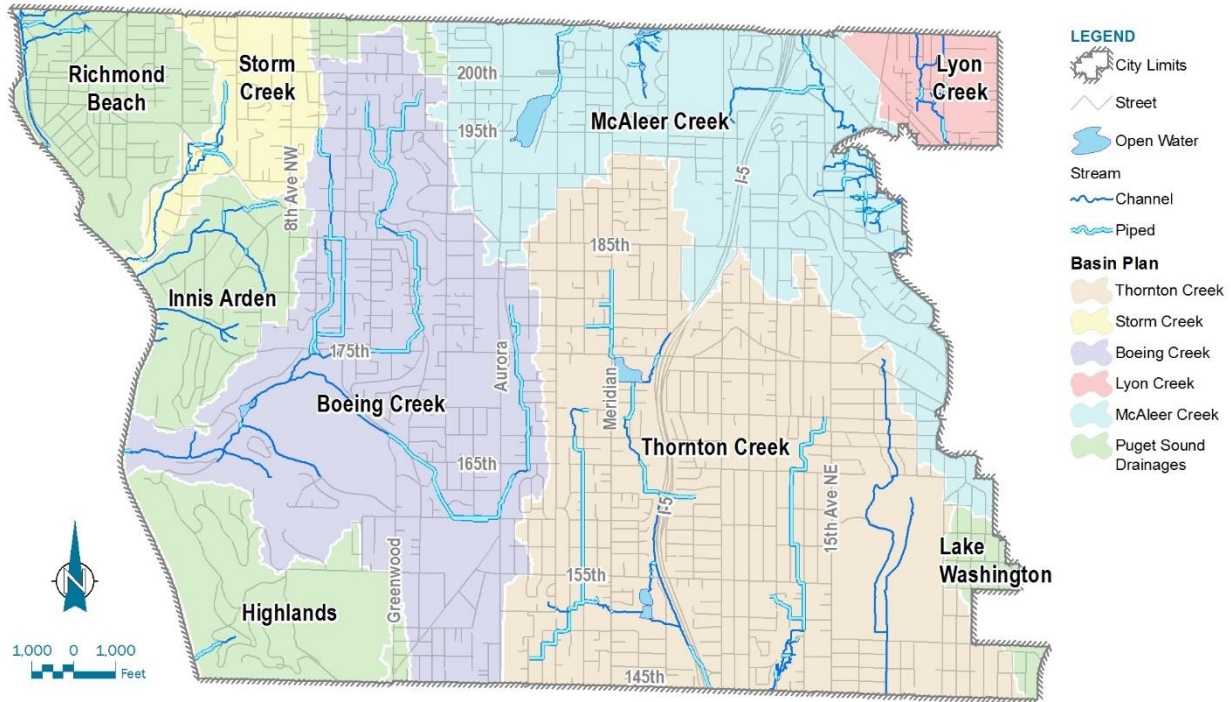 Richmond
Beach
Storm
Creek
200th
195th
McAleer Creek
Lyon
Creek
I-5
8th Ave NW
185th
Innis Arden
175th
Aurora
Meridian
Boeing Creek
Thornton Creek
165th
I-5
15th Ave NE
155th
Greenwood
Highlands
Lake
Washington
145th
N
1,000 0 1,000
Feet
LEGEND
City Limits
Street
Open Water
Stream
Channel
Piped
Basin Plan
Thornton Creek
Storm Creek
Boeing Creek
Lyon Creek
McAleer Creek
Puget Sound
Drainages